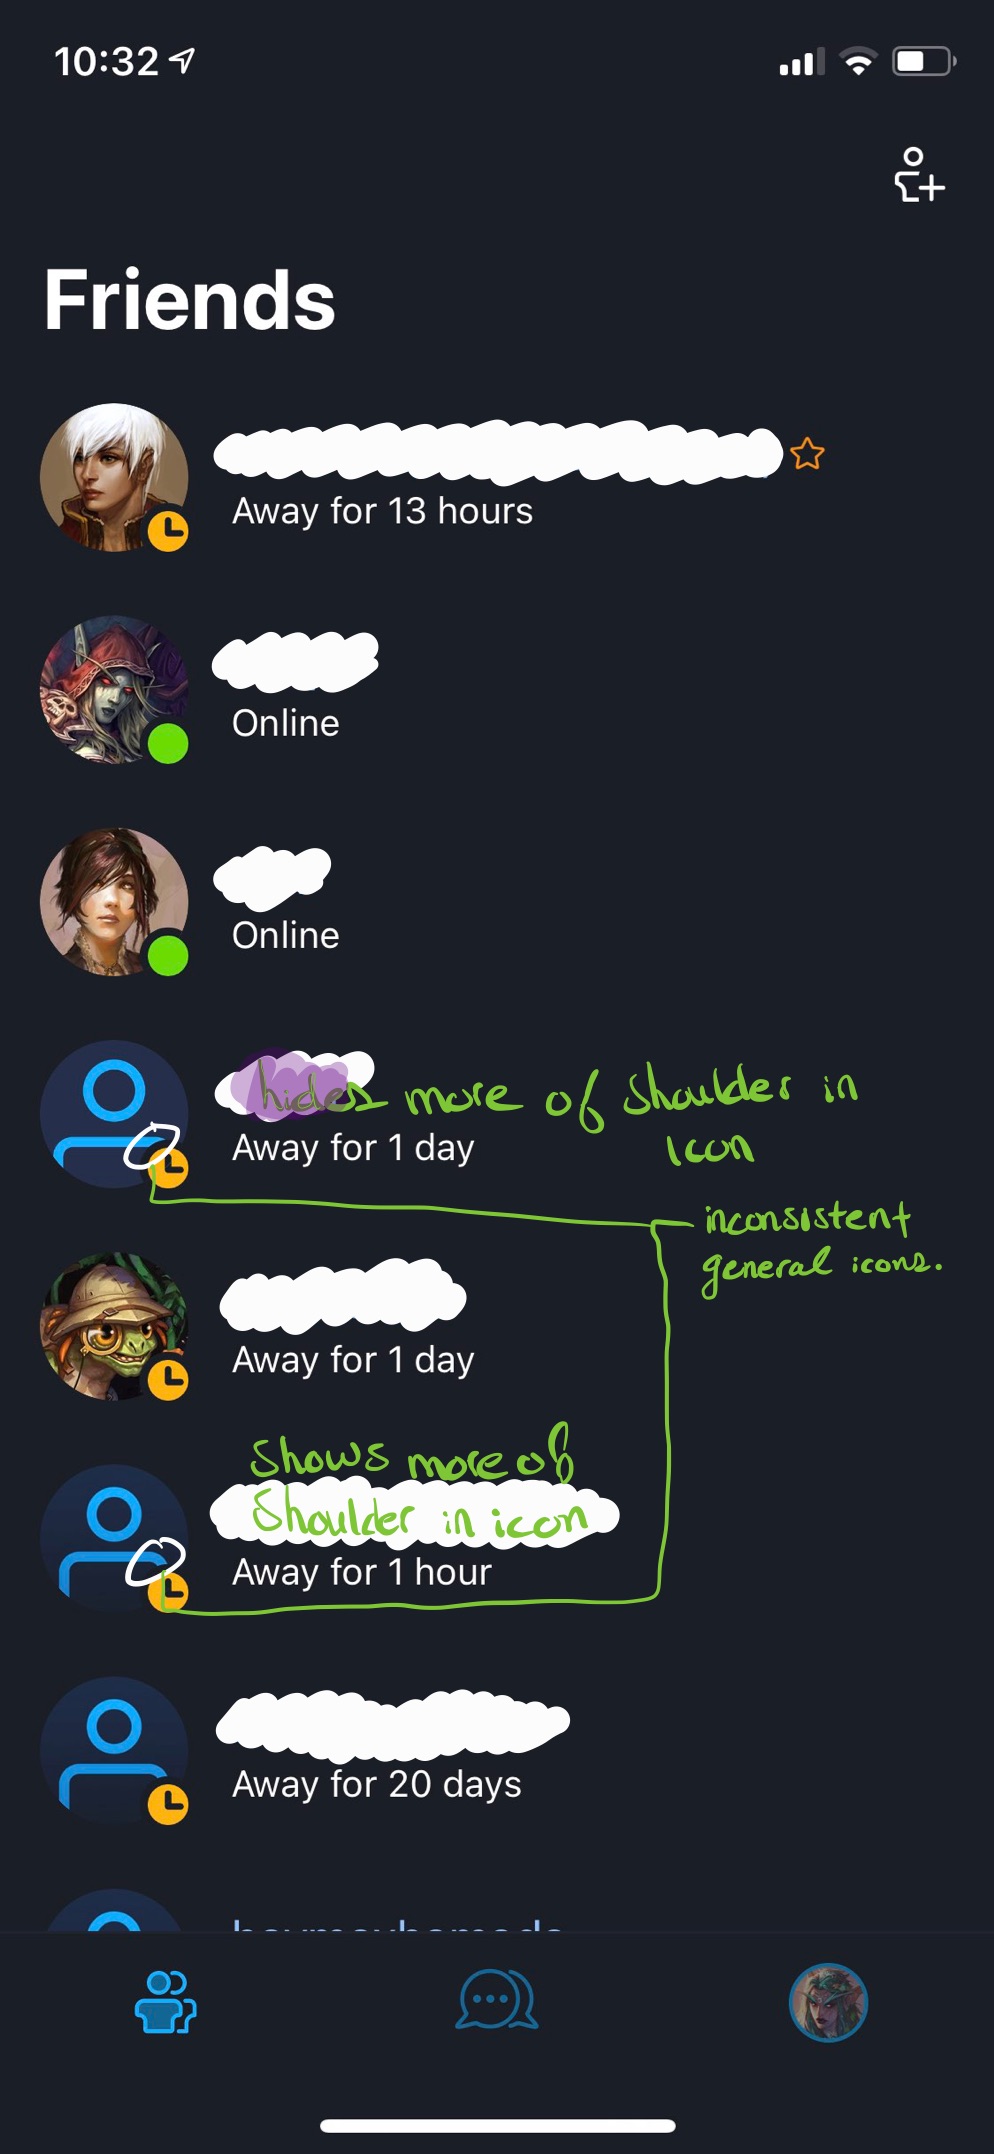 10:32
Friends
Away for 13 hours
Online
Online
hides more of shoulder in
icon
Away for 1 day
inconsistent
general icons.
Away for 1 day
Shows more of
Shoulder in icon
Away for 1 hour
Away for 20 days